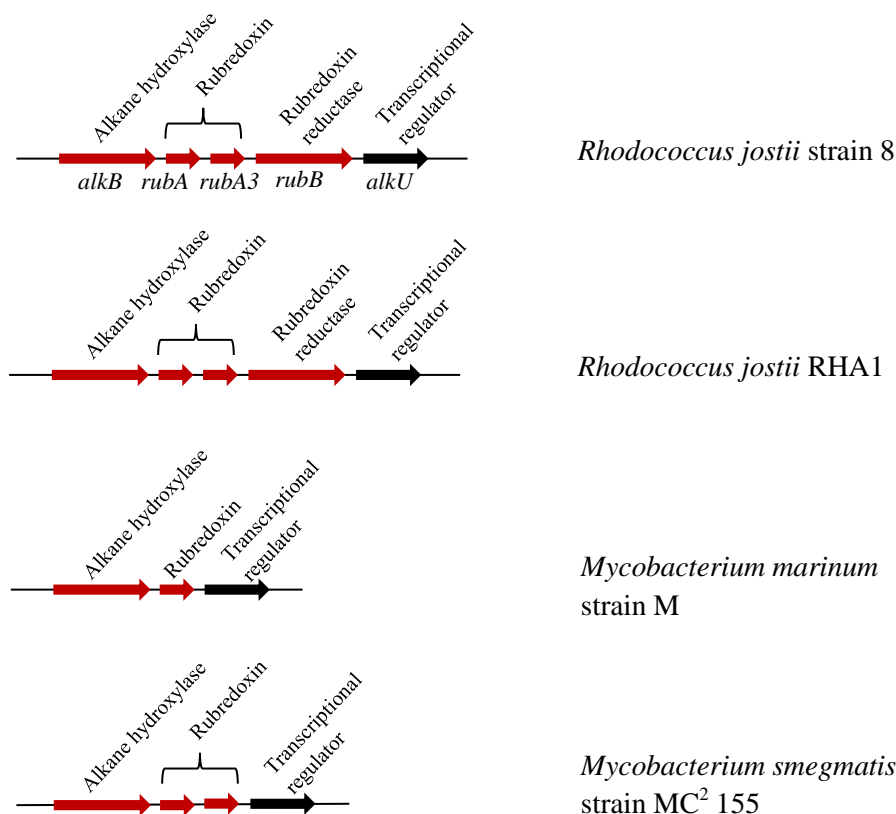 Alkane hydroxylase
Rubredoxin
Rubredoxin
reductase
Transcriptional
regulator
alkB rubA rubA3 rubB alkU
Rhodococcus jostii strain 8
Alkane hydroxylase
Rubredoxin
Rubredoxin
reductase
Transcriptional
regulator
Rhodococcus jostii RHA1
Alkane hydroxylase
Rubredoxin
Transcriptional
regulator
Mycobacterium marinum
strain M
Alkane hydroxylase
Rubredoxin
Transcriptional
regulator
Mycobacterium smegmatis
strain MC² 155